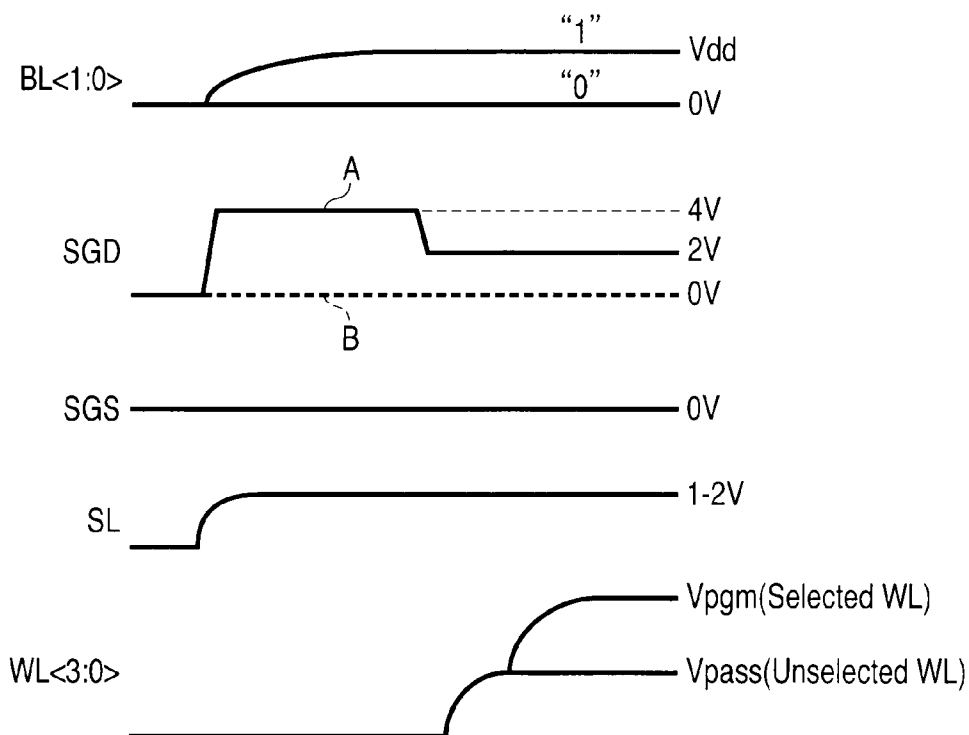 “1”
Vdd
BL<1:0>
“0”
0V
A
4V
SGD
2V
0V
B
SGS
0V
1-2V
SL
Vpgm(Selected WL)
WL<3:0>
Vpass(Unselected WL)